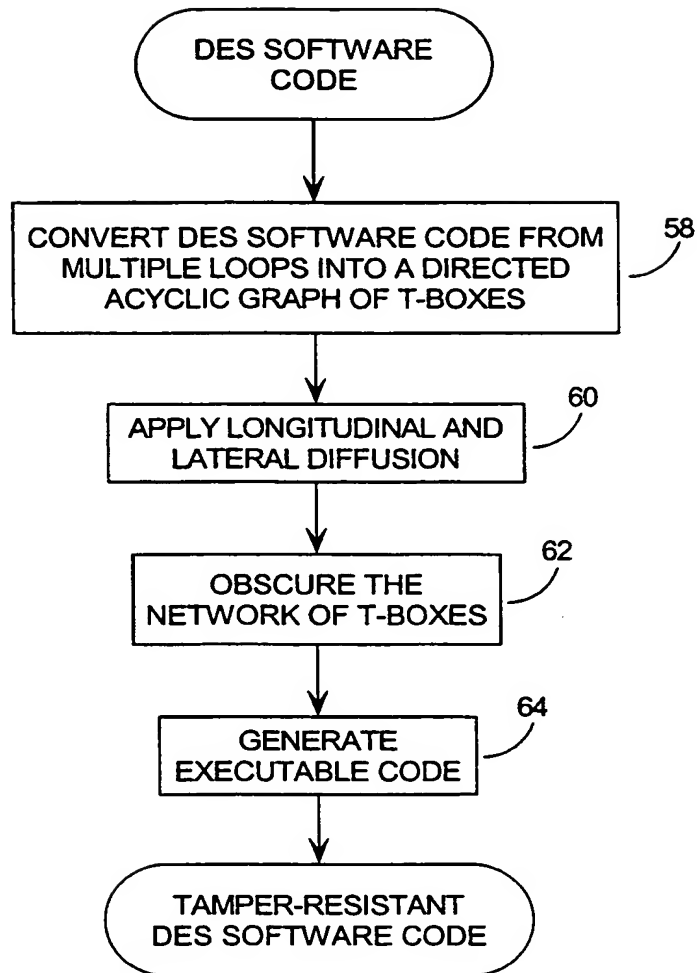 DES SOFTWARE
CODE
CONVERT DES SOFTWARE CODE FROM
MULTIPLE LOOPS INTO A DIRECTED
ACYCLIC GRAPH OF T-BOXES
58
APPLY LONGITUDINAL AND
LATERAL DIFFUSION
60
OBSCURE THE
NETWORK OF T-BOXES
62
GENERATE
EXECUTABLE CODE
64
TAMPER-RESISTANT
DES SOFTWARE CODE